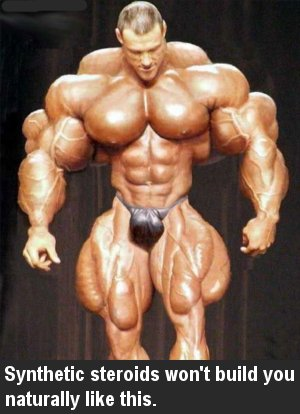 Synthetic steroids won't build you
naturally like this.